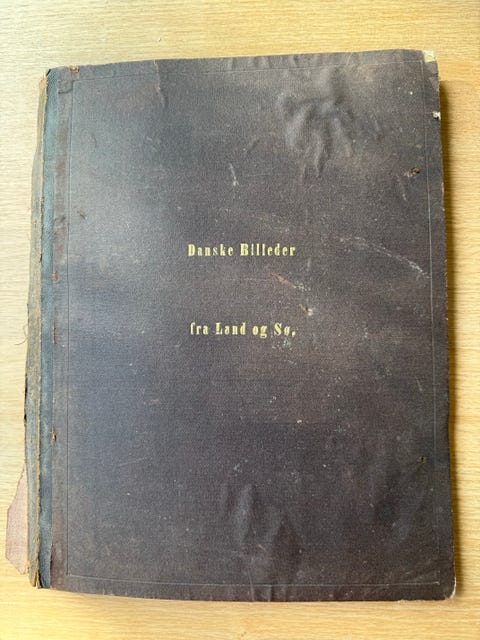 Danske Billeder
fra Land og Sø.